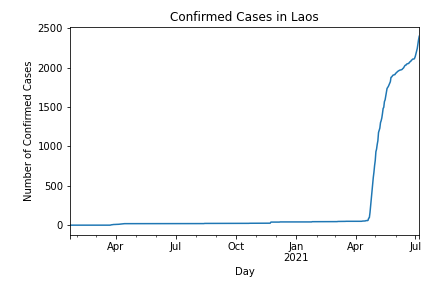 Confirmed Cases in Laos
Number of Confirmed Cases
2500
2000
1500
1000
500
0
Apr Jul Oct Jan Apr Jul
2021
Day